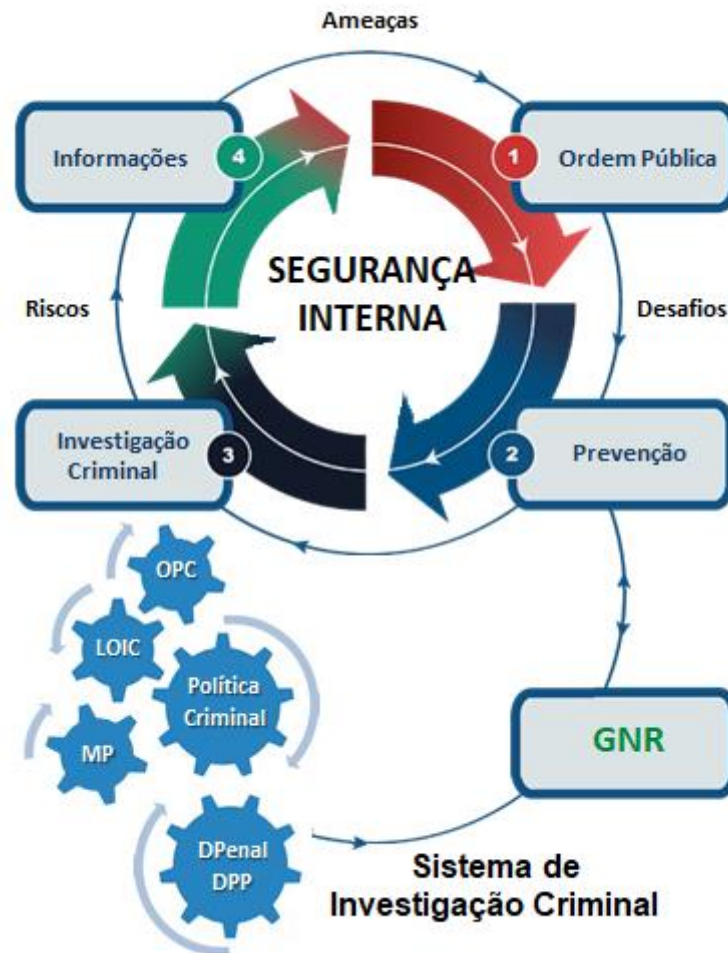 Ameaças
Informações
4
1
Ordem Pública
SEGURANÇA
INTERNA
Riscos
Desafios
Investigação
Criminal
3
2
Prevenção
OPC
LOIC
Política
Criminal
MP
GNR
DPenal
DPP
Sistema de
Investigação Criminal